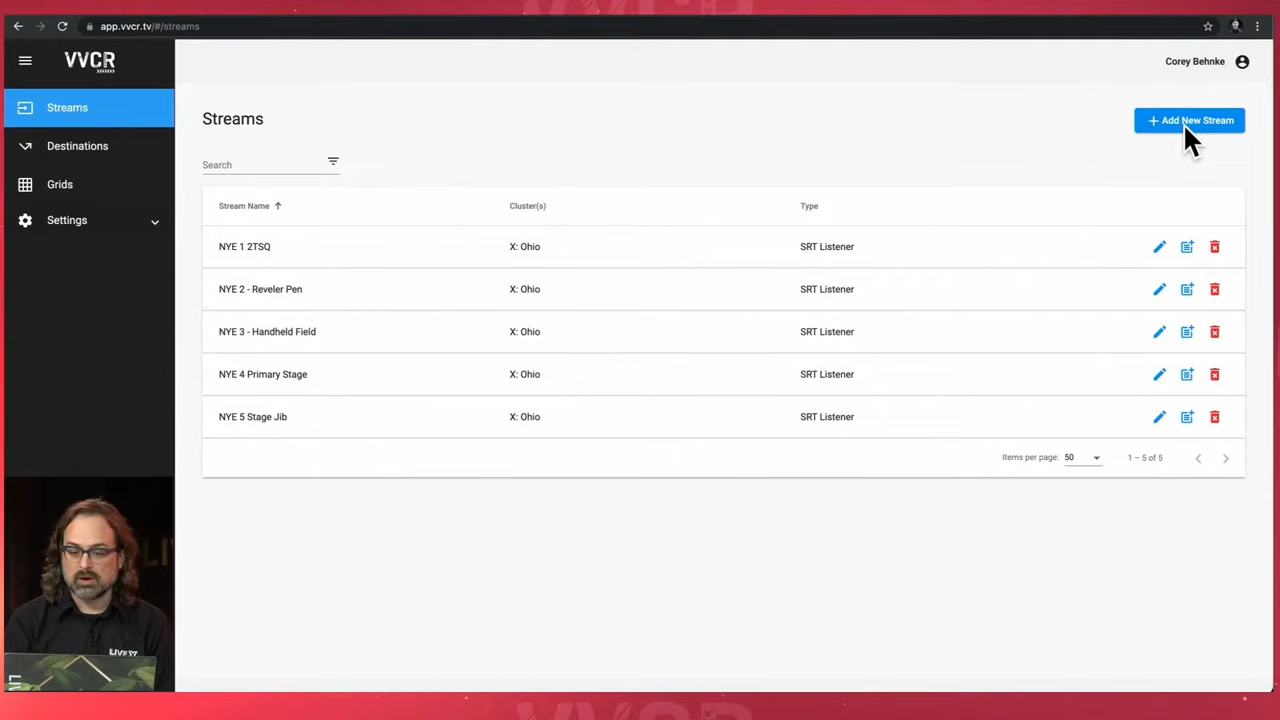 app.vvcr.tv/#/streams
VVCR
Corey Behnke
Streams
Destinations
Grids
Settings
Streams
+ Add New Stream
Search
Stream Name Cluster(s) Type
NYE 1 2TSQ X: Ohio SRT Listener
NYE 2 - Reveler Pen X: Ohio SRT Listener
NYE 3 - Handheld Field X: Ohio SRT Listener
NYE 4 Primary Stage X: Ohio SRT Listener
NYE 5 Stage Jib X: Ohio SRT Listener
Items per page: 50 1 – 5 of 5
LIVE X
VVCR